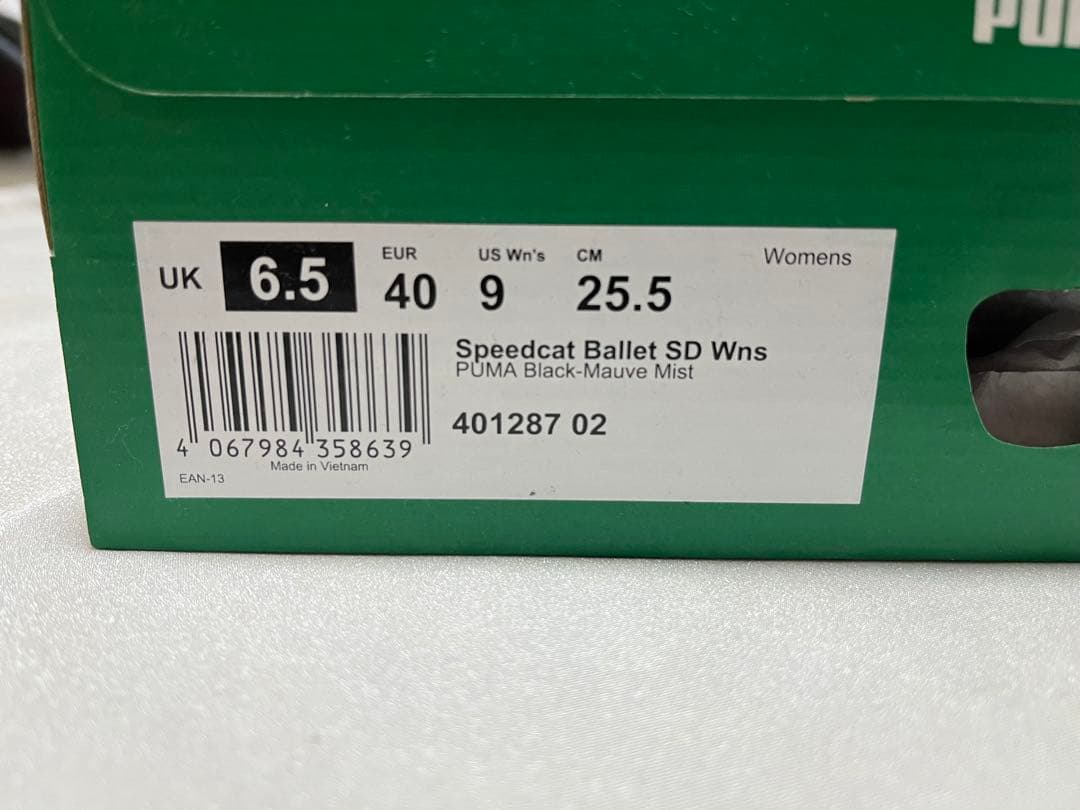 UK 6.5 EUR 40 US Wn's 9 CM 25.5 Womens
Speedcat Ballet SD Wns
PUMA Black-Mauve Mist
401287 02
4 067984 358639
Made in Vietnam
EAN-13